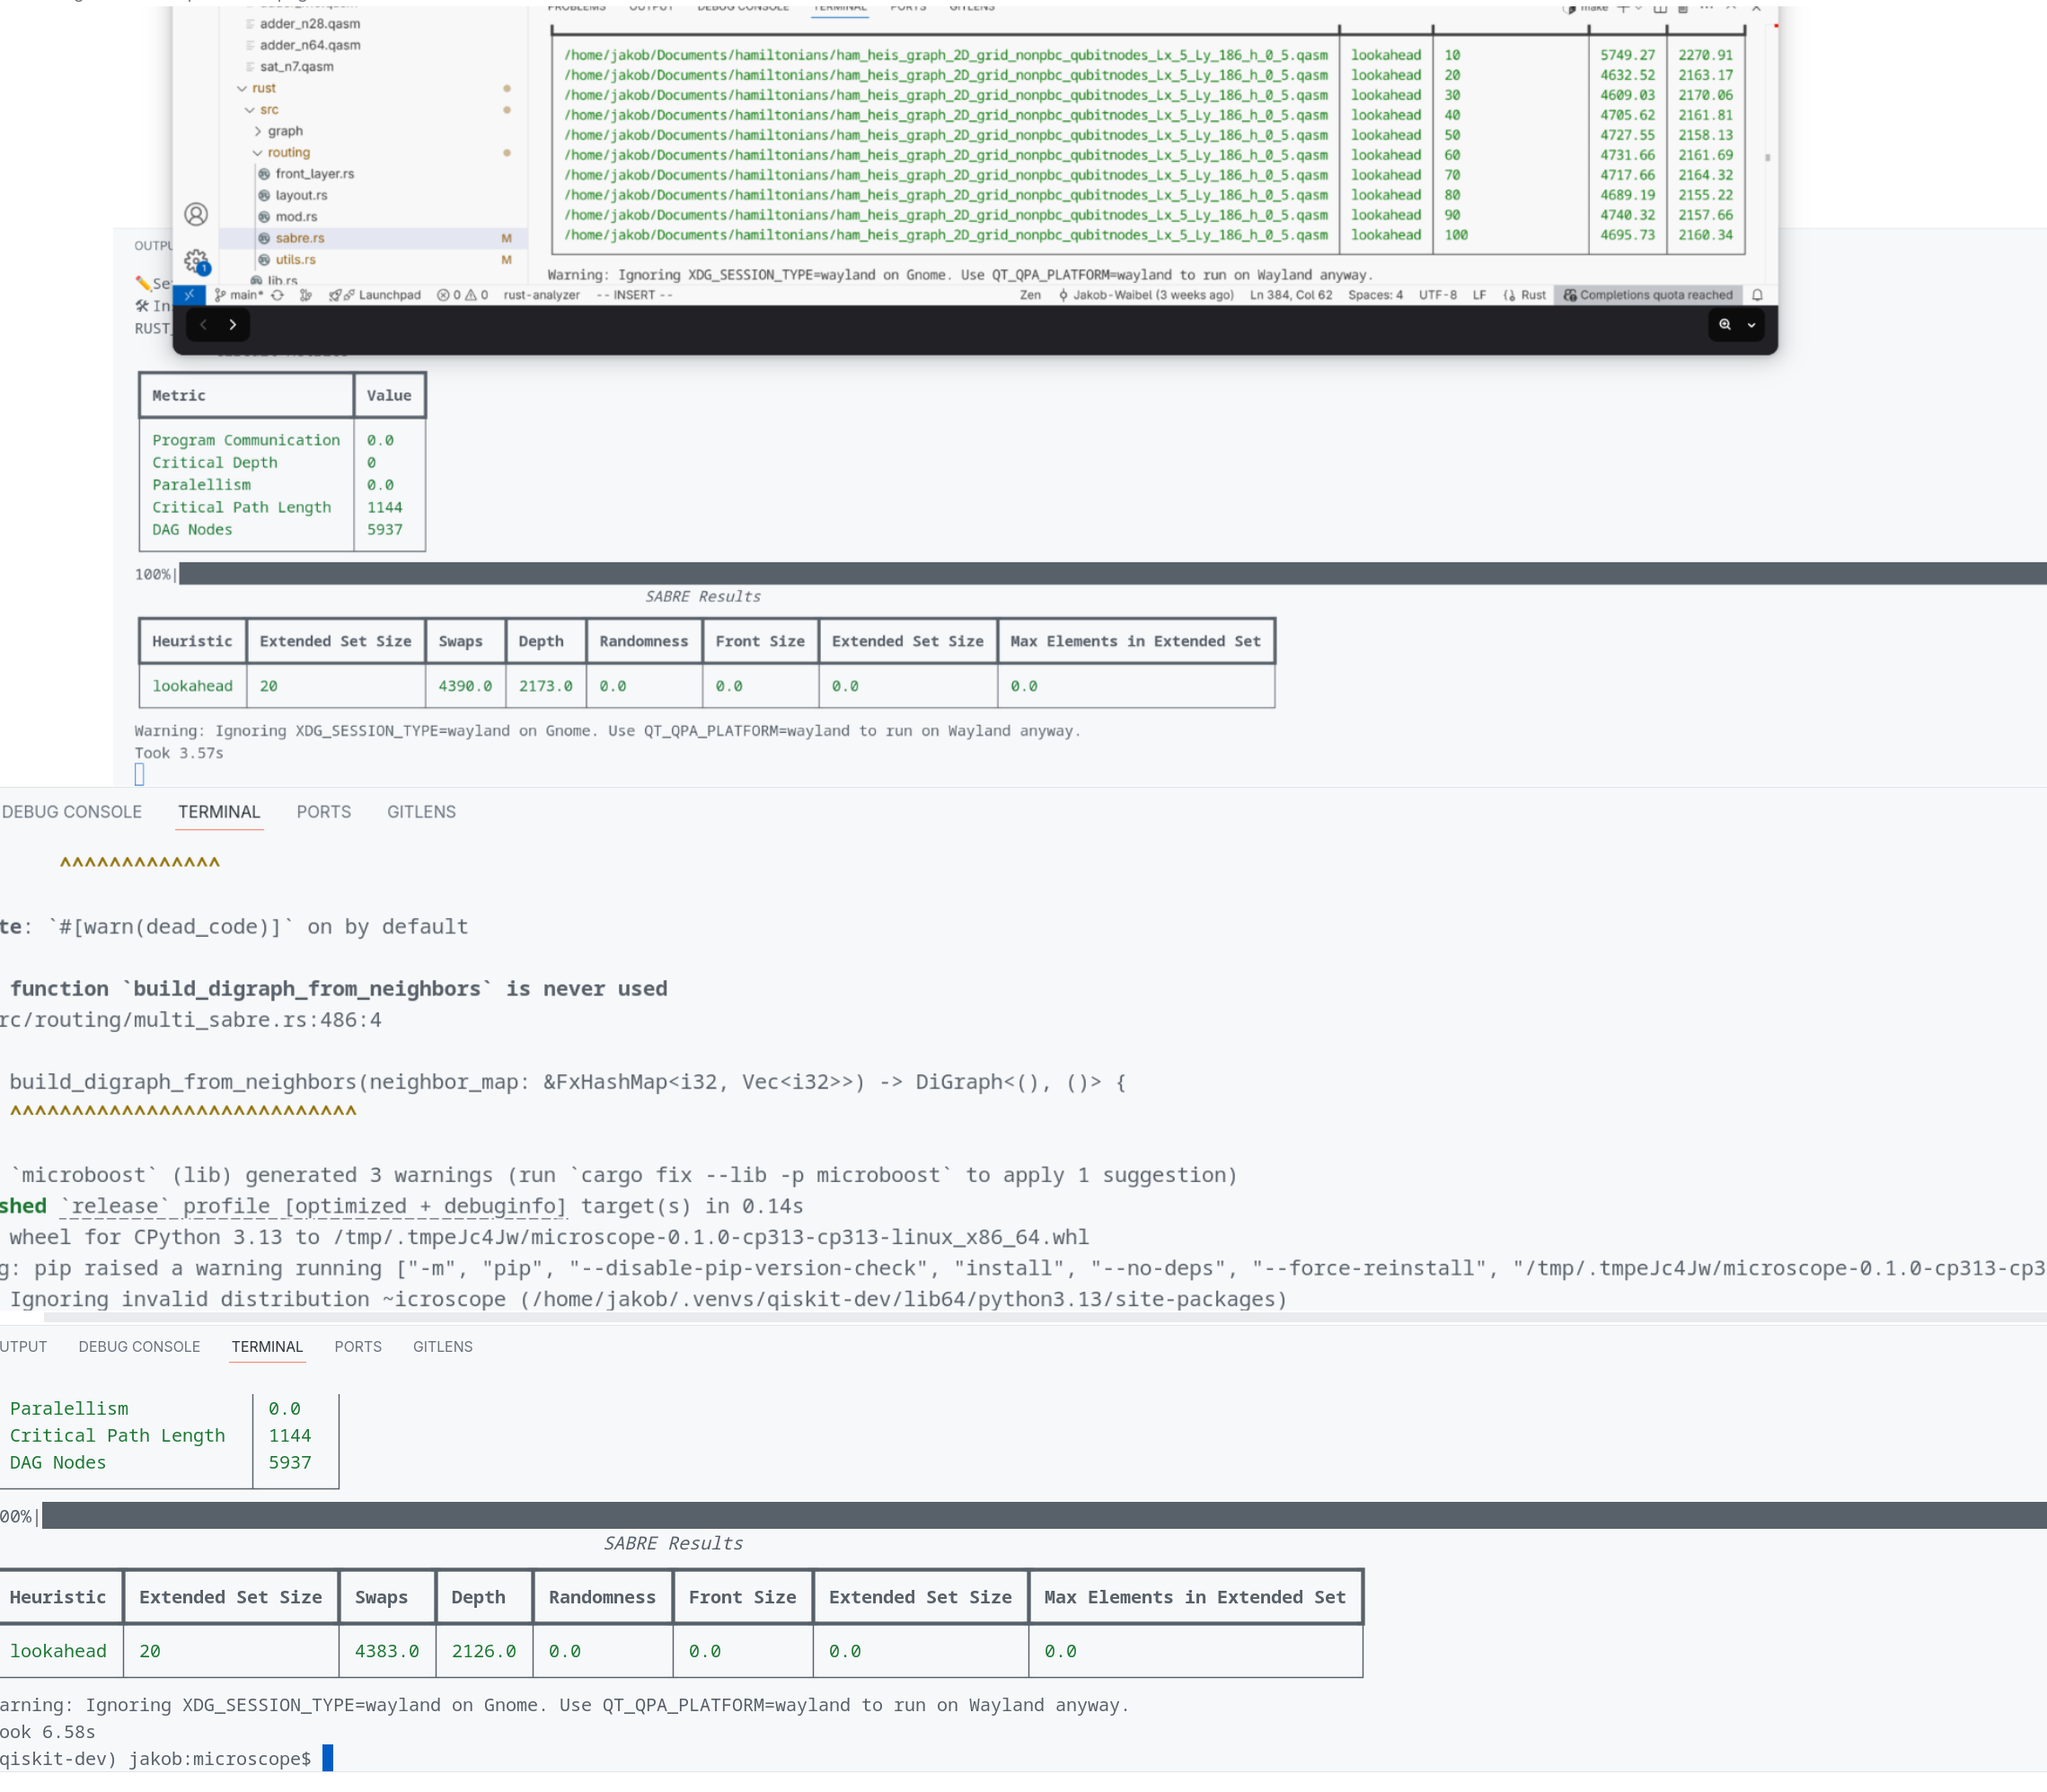 adder_n28.qasm
adder_n64.qasm
sat_n7.qasm
rust
src
graph
routing
front_layer.rs
layout.rs
mod.rs
sabre.rs M
utils.rs M
lib.rs
PROBLEMS OUTPUT DEBUG CONSOLE TERMINAL PORTS GITLENS make
/home/jakob/Documents/hamiltonians/ham_heis_graph_2D_grid_nonpbc_qubitnodes_Lx_5_Ly_186_h_0_5.qasm lookahead 10 5749.27 2270.91
/home/jakob/Documents/hamiltonians/ham_heis_graph_2D_grid_nonpbc_qubitnodes_Lx_5_Ly_186_h_0_5.qasm lookahead 20 4632.52 2163.17
/home/jakob/Documents/hamiltonians/ham_heis_graph_2D_grid_nonpbc_qubitnodes_Lx_5_Ly_186_h_0_5.qasm lookahead 30 4609.03 2170.06
/home/jakob/Documents/hamiltonians/ham_heis_graph_2D_grid_nonpbc_qubitnodes_Lx_5_Ly_186_h_0_5.qasm lookahead 40 4705.62 2161.81
/home/jakob/Documents/hamiltonians/ham_heis_graph_2D_grid_nonpbc_qubitnodes_Lx_5_Ly_186_h_0_5.qasm lookahead 50 4727.55 2158.13
/home/jakob/Documents/hamiltonians/ham_heis_graph_2D_grid_nonpbc_qubitnodes_Lx_5_Ly_186_h_0_5.qasm lookahead 60 4731.66 2161.69
/home/jakob/Documents/hamiltonians/ham_heis_graph_2D_grid_nonpbc_qubitnodes_Lx_5_Ly_186_h_0_5.qasm lookahead 70 4717.66 2164.32
/home/jakob/Documents/hamiltonians/ham_heis_graph_2D_grid_nonpbc_qubitnodes_Lx_5_Ly_186_h_0_5.qasm lookahead 80 4689.19 2155.22
/home/jakob/Documents/hamiltonians/ham_heis_graph_2D_grid_nonpbc_qubitnodes_Lx_5_Ly_186_h_0_5.qasm lookahead 90 4740.32 2157.66
/home/jakob/Documents/hamiltonians/ham_heis_graph_2D_grid_nonpbc_qubitnodes_Lx_5_Ly_186_h_0_5.qasm lookahead 100 4695.73 2160.34
Warning: Ignoring XDG_SESSION_TYPE=wayland on Gnome. Use QT_QPA_PLATFORM=wayland to run on Wayland anyway.
1
main* Launchpad 0 0 rust-analyzer -- INSERT -- Zen Jakob-Waibel (3 weeks ago) Ln 384, Col 62 Spaces: 4 UTF-8 LF Rust Completions quota reached
OUTPU
Se
In
RUST
Metric Value
Program Communication 0.0
Critical Depth 0
Paralellism 0.0
Critical Path Length 1144
DAG Nodes 5937
100%|
SABRE Results
Heuristic Extended Set Size Swaps Depth Randomness Front Size Extended Set Size Max Elements in Extended Set
lookahead 20 4390.0 2173.0 0.0 0.0 0.0 0.0
Warning: Ignoring XDG_SESSION_TYPE=wayland on Gnome. Use QT_QPA_PLATFORM=wayland to run on Wayland anyway.
Took 3.57s
DEBUG CONSOLE TERMINAL PORTS GITLENS
^^^^^^^^^^^^^
te: `#[warn(dead_code)]` on by default
function `build_digraph_from_neighbors` is never used
rc/routing/multi_sabre.rs:486:4
build_digraph_from_neighbors(neighbor_map: &FxHashMap<i32, Vec<i32>>) -> DiGraph<(), ()> {
^^^^^^^^^^^^^^^^^^^^^^^^^^^^
`microboost` (lib) generated 3 warnings (run `cargo fix --lib -p microboost` to apply 1 suggestion)
shed `release` profile [optimized + debuginfo] target(s) in 0.14s
wheel for CPython 3.13 to /tmp/.tmpeJc4Jw/microscope-0.1.0-cp313-cp313-linux_x86_64.whl
g: pip raised a warning running ["-m", "pip", "--disable-pip-version-check", "install", "--no-deps", "--force-reinstall", "/tmp/.tmpeJc4Jw/microscope-0.1.0-cp313-cp3
Ignoring invalid distribution ~icroscope (/home/jakob/.venvs/qiskit-dev/lib64/python3.13/site-packages)
UTPUT DEBUG CONSOLE TERMINAL PORTS GITLENS
Paralellism 0.0
Critical Path Length 1144
DAG Nodes 5937
00%|
SABRE Results
Heuristic Extended Set Size Swaps Depth Randomness Front Size Extended Set Size Max Elements in Extended Set
lookahead 20 4383.0 2126.0 0.0 0.0 0.0 0.0
arning: Ignoring XDG_SESSION_TYPE=wayland on Gnome. Use QT_QPA_PLATFORM=wayland to run on Wayland anyway.
ook 6.58s
qiskit-dev) jakob:microscope$